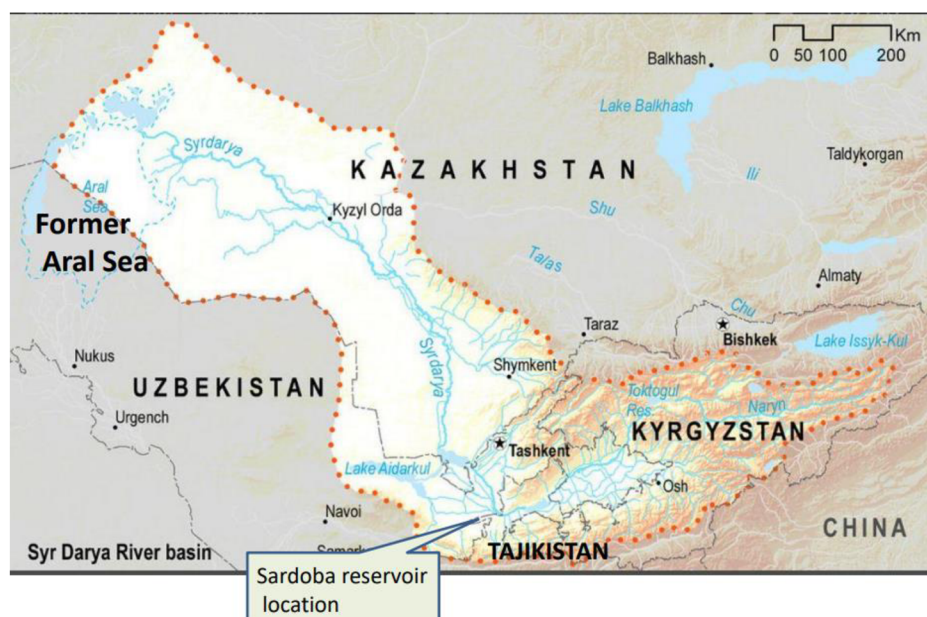 Km
0 50 100 200
Balkhash
Lake Balkhash
Taldykorgan
Ili
Syrdarya
KAZAKHSTAN
Aral
Sea
Kyzyl Orda
Shu
Former
Aral Sea
Talas
Almaty
Chu
Taraz
Bishkek
Lake Issyk-Kul
Nukus
Syrdarya
Shymkent
UZBEKISTAN
Toktogul
Res.
Naryn
Urgench
KYRGYZSTAN
Tashkent
Lake Aidarkul
Osh
Navoi
CHINA
Syr Darya River basin
TAJIKISTAN
Sardoba reservoir
location